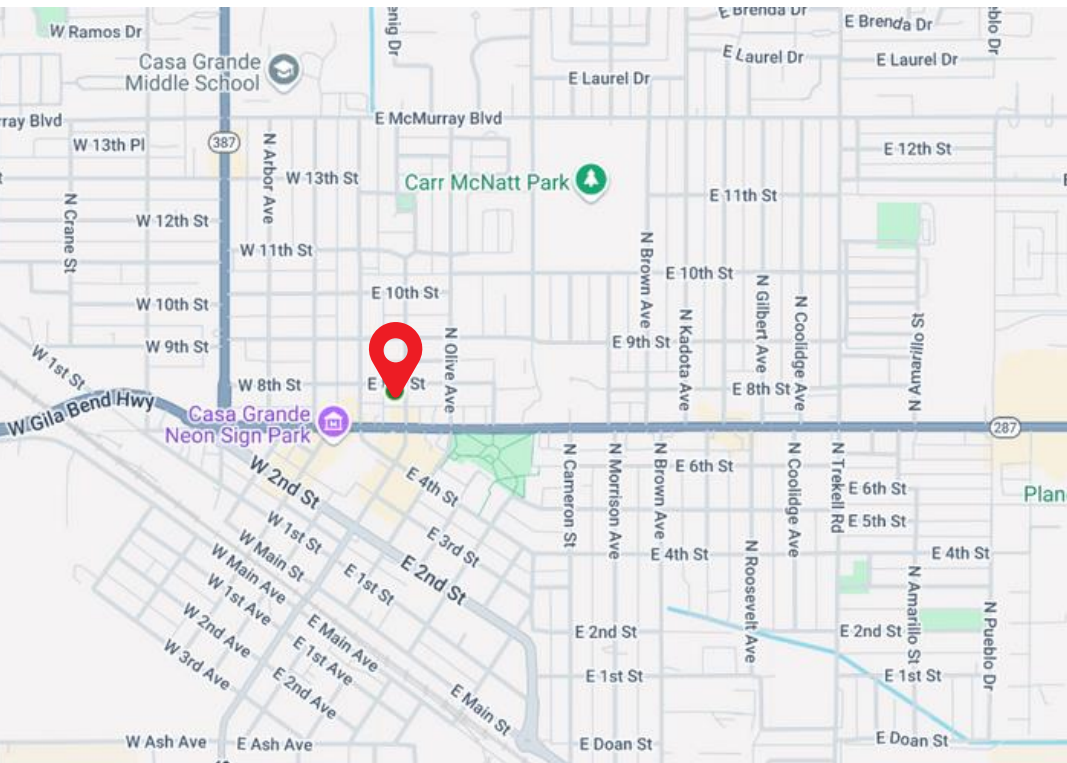 W Ramos Dr
E Brenda Dr
E Brenda Dr
Casa Grande
Middle School
E Laurel Dr
E Laurel Dr
E Laurel Dr
E McMurray Blvd
W 13th Pl
387
N Arbor Ave
E 12th St
W 13th St
Carr McNatt Park
E 11th St
N Crane St
W 12th St
W 11th St
N Brown Ave
E 10th St
E 10th St
W 10th St
N Gilbert Ave
N Coolidge Ave
N Kadota Ave
N Amarillo St
N Olive Ave
E 9th St
W 9th St
W 1st St
W 8th St
E St
E 8th St
W Gila Bend Hwy
Casa Grande
Neon Sign Park
287
W 2nd St
E 4th St
N Cameron St
N Morrison Ave
N Brown Ave
E 6th St
N Coolidge Ave
N Trekell Rd
E 6th St
W 1st St
E 3rd St
E 5th St
W Main St
E 2nd St
E 4th St
N Roosevelt Ave
E 4th St
W Main Ave
E 1st St
N Amarillo St
W 1st Ave
W 2nd Ave
E Main Ave
E 2nd St
E 2nd St
N Pueblo Dr
W 3rd Ave
E 1st Ave
E 2nd Ave
E 1st St
E 1st St
E Main St
W Ash Ave
E Ash Ave
E Doan St
E Doan St